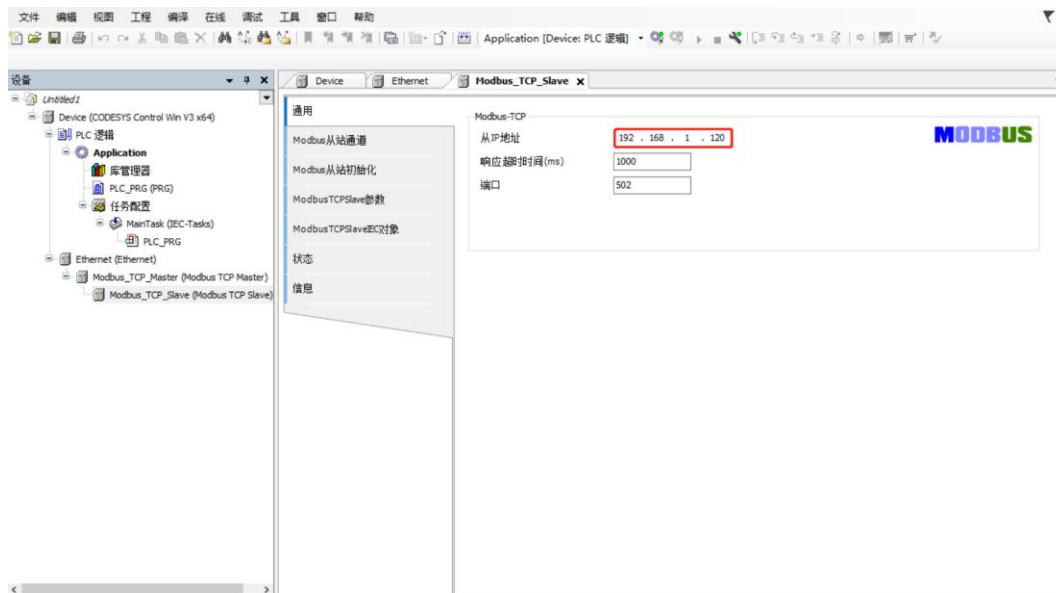 文件 编辑 视图 工程 编译 在线 调试 工具 窗口 帮助
Application [Device: PLC 逻辑]
设备
Device Ethernet Modbus_TCP_Slave
Untitled1
Device (CODESYS Control Win V3 x64)
PLC 逻辑
Application
库管理器
PLC_PRG (PRG)
任务配置
MainTask (IEC-Tasks)
PLC_PRG
Ethernet (Ethernet)
Modbus_TCP_Master (Modbus TCP Master)
Modbus_TCP_Slave (Modbus TCP Slave)
通用
Modbus从站通道
Modbus从站初始化
ModbusTCPSlave参数
ModbusTCPSlaveIEC对象
状态
信息
Modbus-TCP
从IP地址 192 . 168 . 1 . 120
响应超时时间(ms) 1000
端口 502
MODBUS